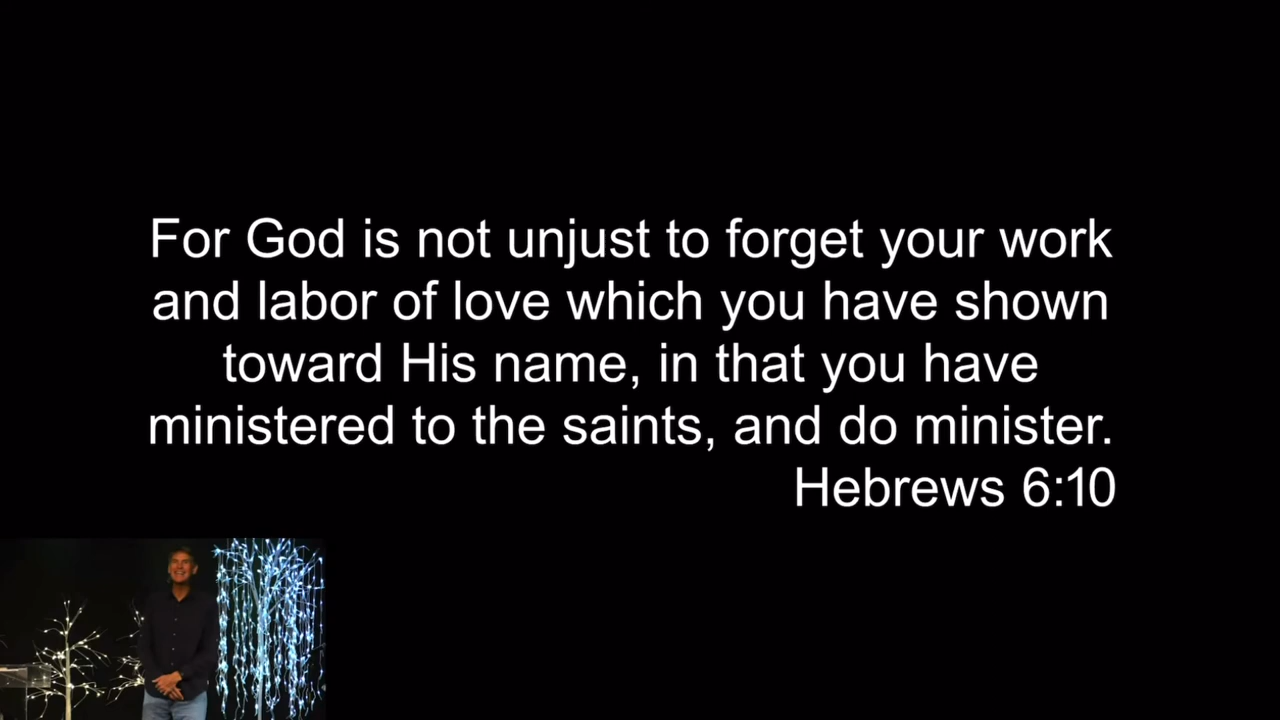 For God is not unjust to forget your work
and labor of love which you have shown
toward His name, in that you have
ministered to the saints, and do minister.
Hebrews 6:10